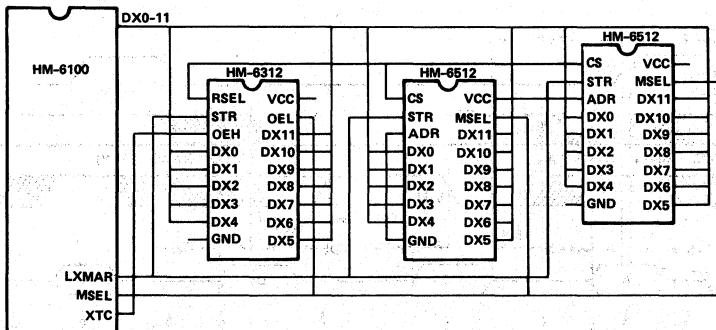 DX0-11
HM-6100
LXMAR
MSEL
XTC
HM-6312
RSEL VCC
STR OEL
OEH DX11
DX0 DX10
DX1 DX9
DX2 DX8
DX3 DX7
DX4 DX6
GND DX5
HM-6512
CS VCC
STR MSEL
ADR DX11
DX0 DX10
DX1 DX9
DX2 DX8
DX3 DX7
DX4 DX6
GND DX5
HM-6512
CS VCC
STR MSEL
ADR DX11
DX0 DX10
DX1 DX9
DX2 DX8
DX3 DX7
DX4 DX6
GND DX5